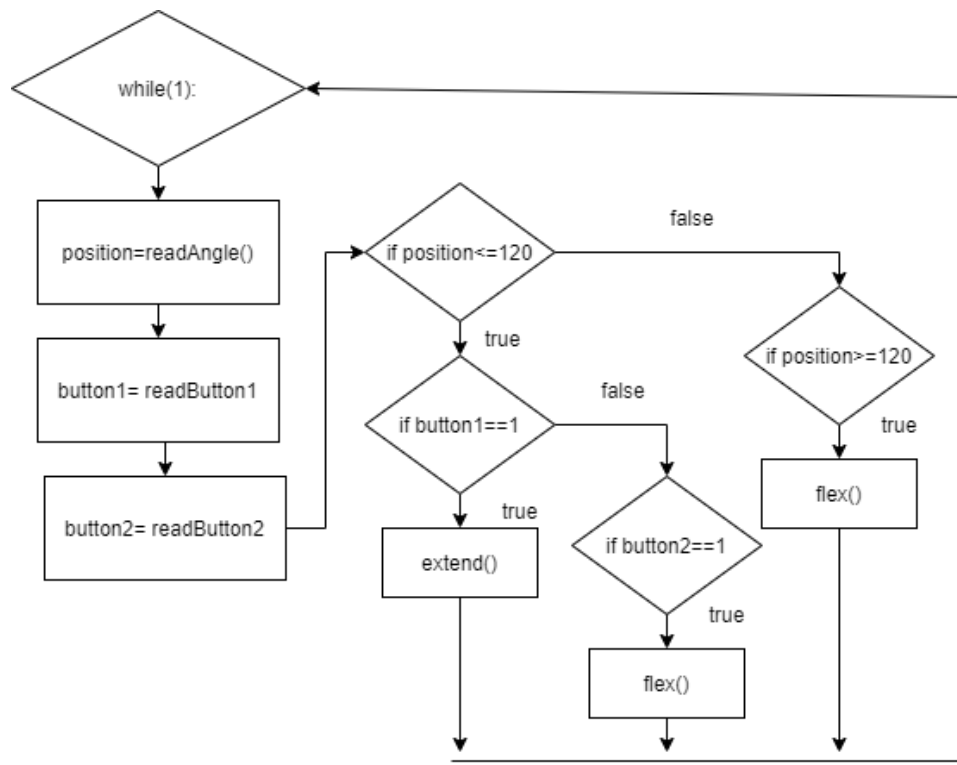 while(1):
position=readAngle()
button1= readButton1
button2= readButton2
if position<=120
false
true
if button1==1
false
true
extend()
if button2==1
true
flex()
if position>=120
true
flex()